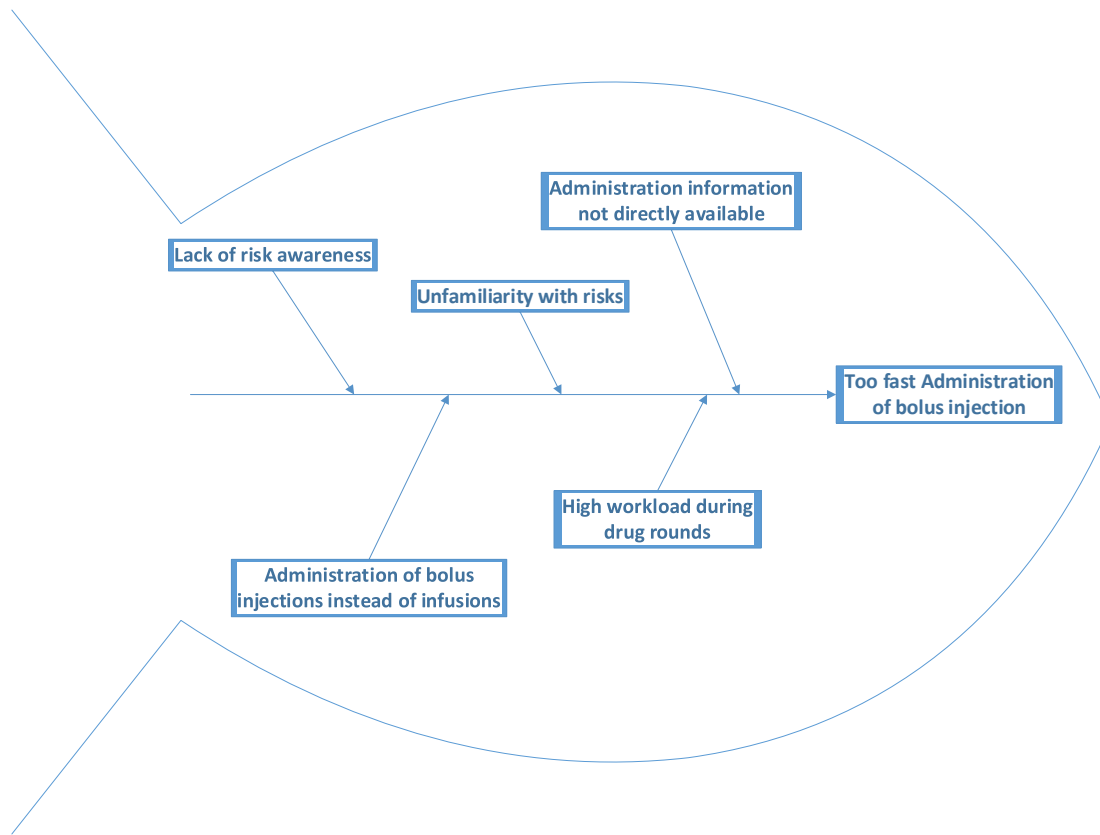 Administration information
not directly available
Lack of risk awareness
Unfamiliarity with risks
Too fast Administration
of bolus injection
High workload during
drug rounds
Administration of bolus
injections instead of infusions